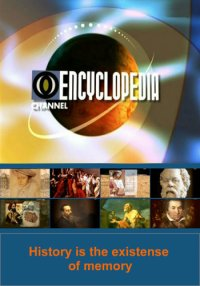 ENCYCLOPEDIA
CHANNEL
History is the existense
of memory